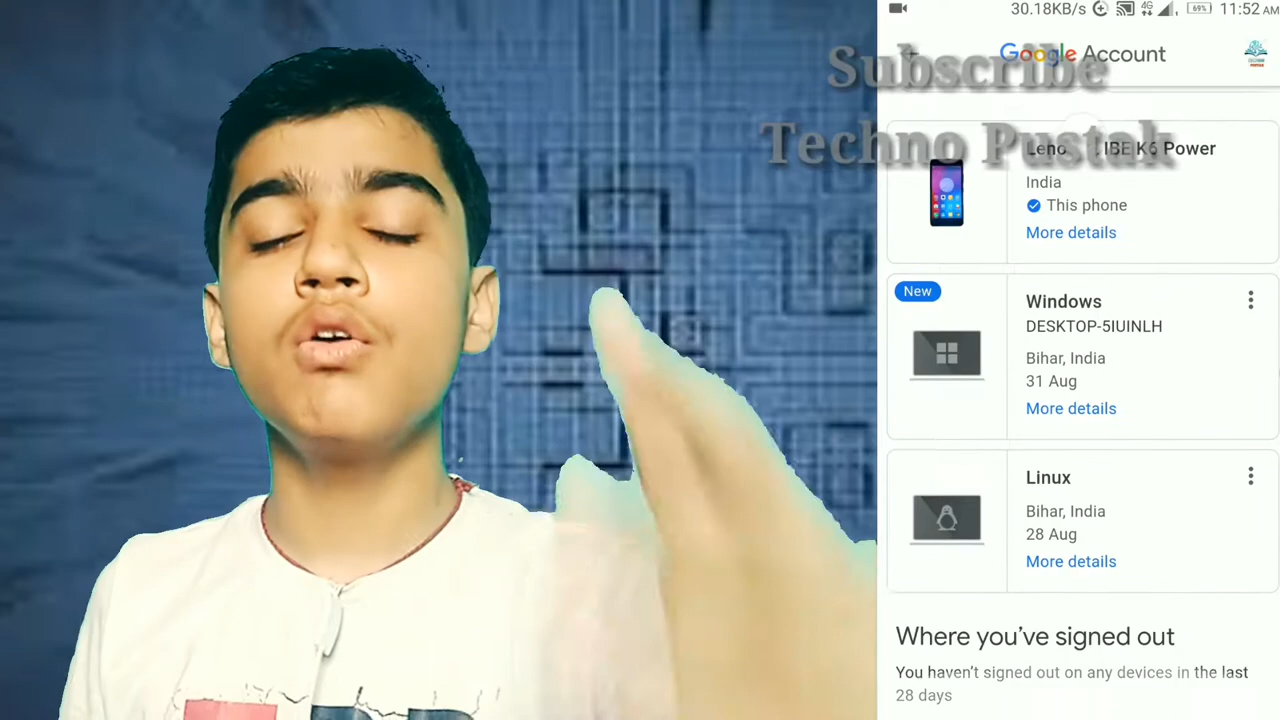 30.18KB/s 4G 69% 11:52 AM
Google Account
Subscribe
Techno Pustak
Power
India
This phone
More details
New
Windows
DESKTOP-5IUINLH
Bihar, India
31 Aug
More details
Linux
Bihar, India
28 Aug
More details
Where you've signed out
You haven't signed out on any devices in the last
28 days